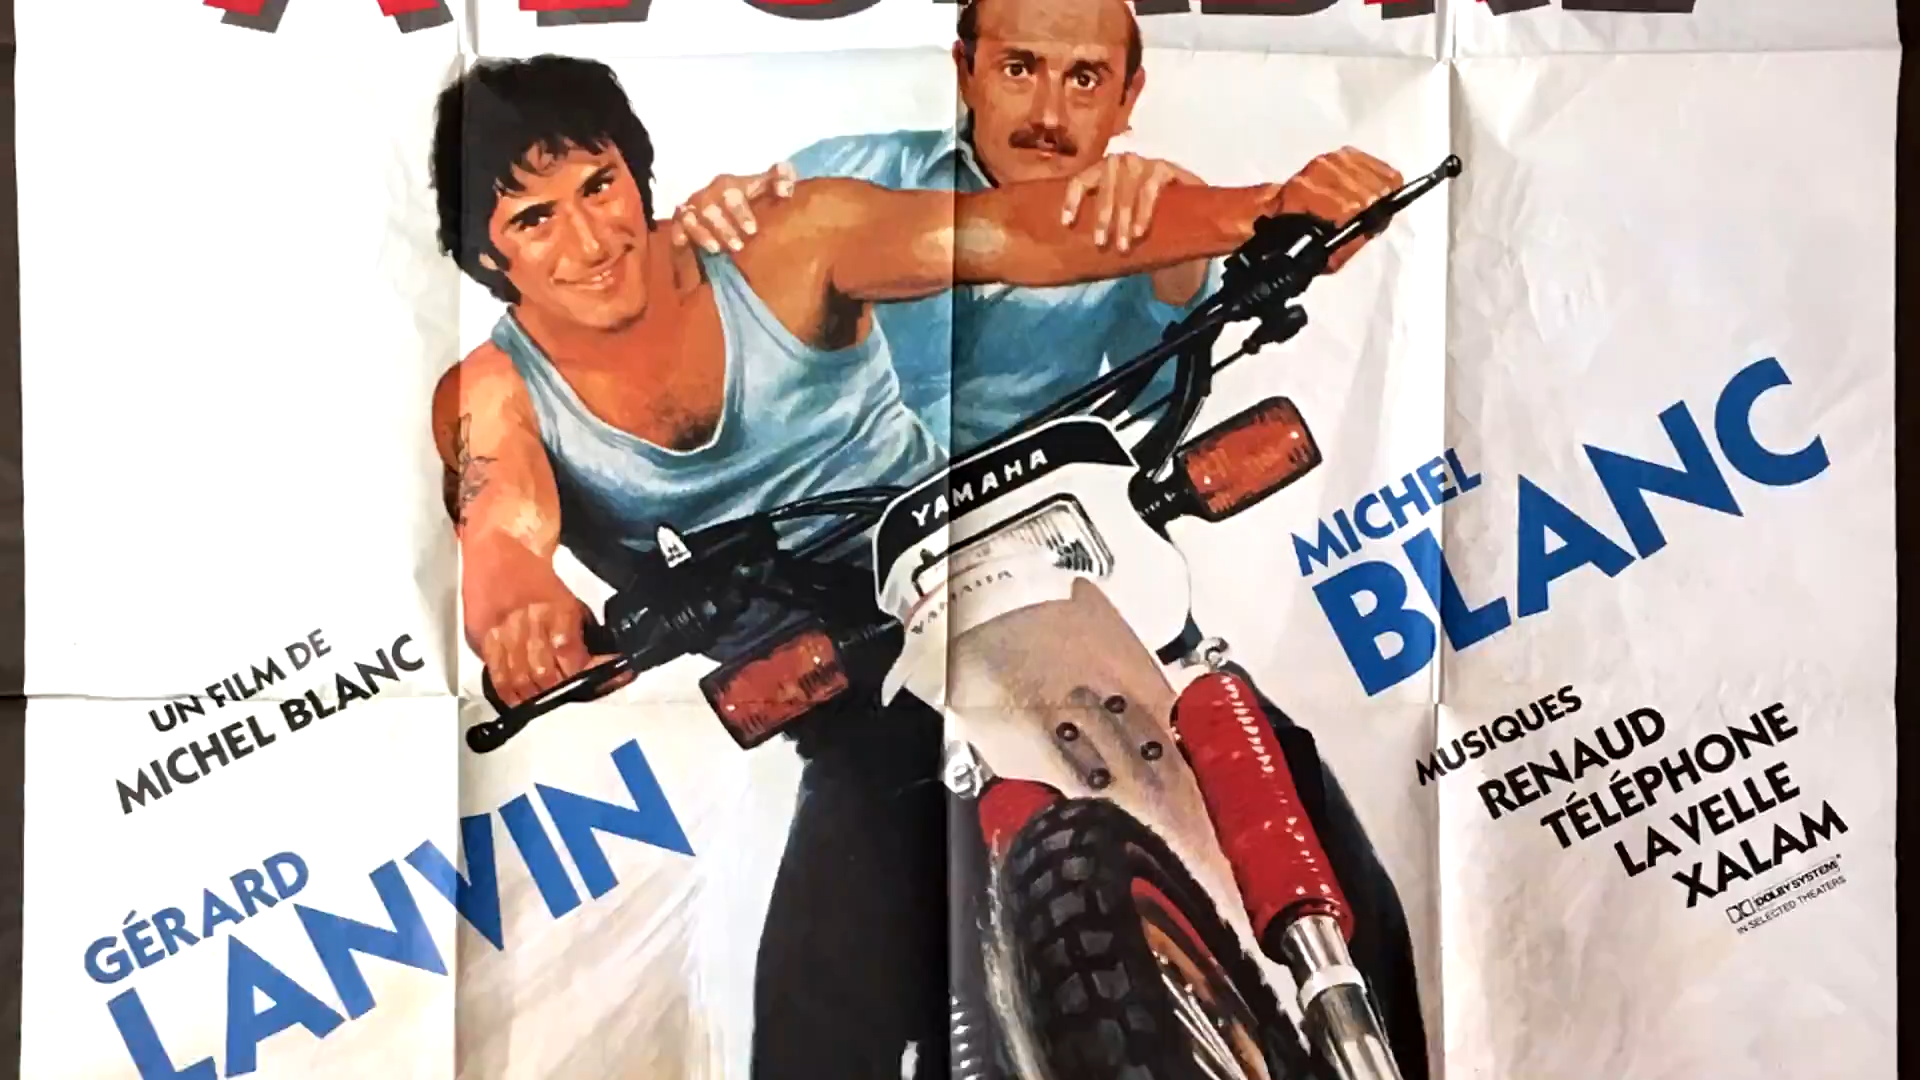 YAMAHA
YAMAHA
MICHEL
BLANC
UN FILM DE
MICHEL BLANC
GÉRARD
LANVIN
MUSIQUES
RENAUD
TÉLÉPHONE
LAVELLE
XALAM
DOLBY SYSTEM
IN SELECTED THEATERS